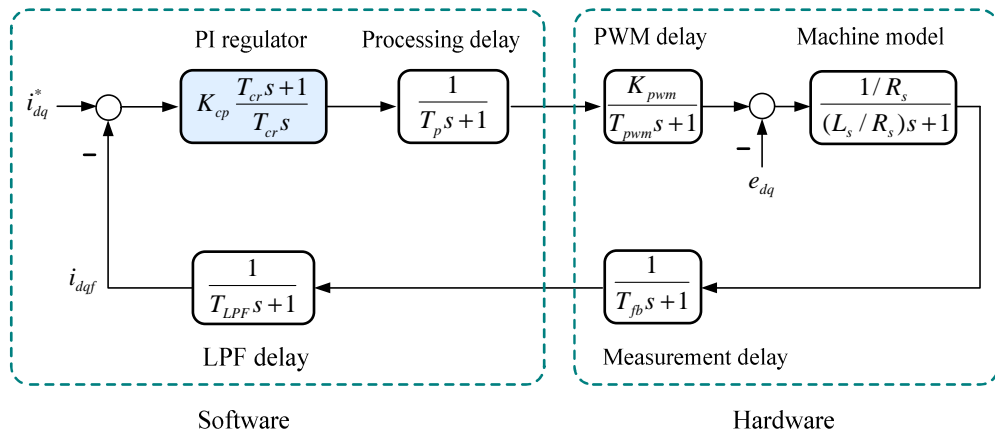 PI regulator
Processing delay
PWM delay
Machine model
i*dq
Kcp (Tcr s + 1) / (Tcr s)
1 / (Tp s + 1)
Kpwm / (Tpwm s + 1)
1 / Rs / ((Ls / Rs) s + 1)
−
−
edq
idqf
1 / (TLPF s + 1)
1 / (Tfb s + 1)
LPF delay
Measurement delay
Software
Hardware